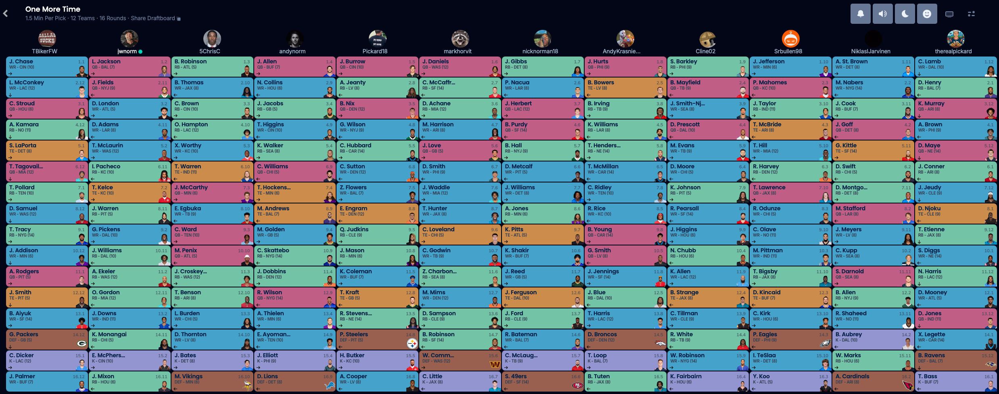 One More Time
1.5 Min Per Pick · 12 Teams · 16 Rounds · Share Draftboard
DALLAS SUCKS
TBikerFW jwnorm 5ChrisC andynorm Pickard18 markhorvit nicknorman18 AndyKrasnie... Cline02 Srbullen98 NiklaslJarvinen therealpickard
J. Chase 1.1 L. Jackson 1.2 B. Robinson 1.3 J. Allen 1.4 J. Burrow 1.5 J. Daniels 1.6 J. Gibbs 1.7 J. Hurts 1.8 S. Barkley 1.9 J. Jefferson 1.10 A. St. Brown 1.11 C. Lamb 1.12
WR - CIN (10) QB - BAL (7) RB - ATL (5) QB - BUF (7) QB - CIN (10) QB - WAS (12) RB - DET (8) QB - PHI (9) RB - PHI (9) WR - MIN (6) WR - DET (8) WR - DAL (10)
L. McConkey 2.12 J. Fields 2.11 B. Thomas 2.10 N. Collins 2.9 A. Jeanty 2.8 C. McCaffr... 2.7 P. Nacua 2.6 B. Bowers 2.5 B. Mayfield 2.4 P. Mahomes 2.3 M. Nabers 2.2 D. Henry 2.1
WR - LAC (12) QB - NYJ (9) WR - JAX (8) WR - HOU (6) RB - LV (8) RB - SF (14) WR - LAR (8) TE - LV (8) QB - TB (9) QB - KC (10) WR - NYG (14) RB - BAL (7)
C. Stroud 3.1 D. London 3.2 C. Brown 3.3 J. Jacobs 3.4 B. Nix 3.5 D. Achane 3.6 J. Herbert 3.7 B. Irving 3.8 J. Smith-Nj... 3.9 J. Taylor 3.10 J. Cook 3.11 K. Murray 3.12
QB - HOU (6) WR - ATL (5) RB - CIN (10) RB - GB (5) QB - DEN (12) RB - MIA (12) QB - LAC (12) RB - TB (9) WR - SEA (8) RB - IND (11) RB - BUF (7) QB - ARI (8)
A. Kamara 4.12 D. Adams 4.11 O. Hampton 4.10 T. Higgins 4.9 G. Wilson 4.8 M. Harrison 4.7 B. Purdy 4.6 K. Williams 4.5 D. Prescott 4.4 T. McBride 4.3 J. Goff 4.2 A. Brown 4.1
RB - NO (11) WR - LAR (8) RB - LAC (12) WR - CIN (10) WR - NYJ (9) WR - ARI (8) QB - SF (14) RB - LAR (8) QB - DAL (10) TE - ARI (8) QB - DET (8) WR - PHI (9)
S. LaPorta 5.1 T. McLaurin 5.2 X. Worthy 5.3 K. Walker 5.4 C. Hubbard 5.5 J. Love 5.6 B. Hall 5.7 T. Henders... 5.8 M. Evans 5.9 T. Hill 5.10 G. Kittle 5.11 D. Maye 5.12
TE - DET (8) WR - WAS (12) WR - KC (10) RB - SEA (8) RB - CAR (14) QB - GB (5) RB - NYJ (9) RB - NE (14) WR - TB (9) WR - MIA (12) TE - SF (14) QB - NE (14)
T. Tagovail... 6.12 I. Pacheco 6.11 T. Warren 6.10 C. Williams 6.9 C. Sutton 6.8 D. Smith 6.7 D. Metcalf 6.6 T. McMillan 6.5 D. Moore 6.4 R. Harvey 6.3 D. Swift 6.2 J. Conner 6.1
QB - MIA (12) RB - KC (10) TE - IND (11) QB - CHI (5) WR - DEN (12) WR - PHI (9) WR - PIT (5) WR - CAR (14) WR - CHI (5) RB - DEN (12) RB - CHI (5) RB - ARI (8)
T. Pollard 7.1 T. Kelce 7.2 J. McCarthy 7.3 T. Hockens... 7.4 Z. Flowers 7.5 J. Waddle 7.6 J. Williams 7.7 C. Ridley 7.8 K. Johnson 7.9 T. Lawrence 7.10 D. Montgo... 7.11 J. Jeudy 7.12
RB - TEN (10) TE - KC (10) QB - MIN (6) TE - MIN (6) WR - BAL (7) WR - MIA (12) WR - DET (8) WR - TEN (10) RB - PIT (5) QB - JAX (8) RB - DET (8) WR - CLE (9)
D. Samuel 8.12 J. Warren 8.11 E. Egbuka 8.10 M. Andrews 8.9 E. Engram 8.8 T. Hunter 8.7 A. Jones 8.6 R. Rice 8.5 R. Pearsall 8.4 R. Odunze 8.3 M. Stafford 8.2 D. Njoku 8.1
WR - WAS (12) RB - PIT (5) WR - TB (9) TE - BAL (7) TE - DEN (12) WR - JAX (8) RB - MIN (6) WR - KC (10) WR - SF (14) WR - CHI (5) QB - LAR (8) TE - CLE (9)
T. Tracy 9.1 G. Pickens 9.2 C. Ward 9.3 M. Golden 9.4 Q. Judkins 9.5 C. Loveland 9.6 K. Pitts 9.7 B. Young 9.8 J. Higgins 9.9 C. Olave 9.10 J. Meyers 9.11 T. Etienne 9.12
RB - NYG (14) WR - DAL (10) QB - TEN (10) WR - GB (5) RB - CLE (9) TE - CHI (5) TE - ATL (5) QB - CAR (14) WR - HOU (6) WR - NO (11) WR - LV (8) RB - JAX (8)
J. Addison 10.12 J. Williams 10.11 M. Penix 10.10 C. Skattebo 10.9 J. Mason 10.8 C. Godwin 10.7 K. Shakir 10.6 G. Smith 10.5 N. Chubb 10.4 M. Pittman 10.3 C. Kupp 10.2 S. Diggs 10.1
WR - MIN (6) RB - DAL (10) QB - ATL (5) RB - NYG (14) RB - MIN (6) WR - TB (9) WR - BUF (7) QB - LV (8) RB - HOU (6) WR - IND (11) WR - SEA (8) WR - NE (14)
A. Rodgers 11.1 A. Ekeler 11.2 J. Croskey... 11.3 J. Dobbins 11.4 K. Coleman 11.5 Z. Charbon... 11.6 J. Reed 11.7 J. Jennings 11.8 K. Allen 11.9 T. Bigsby 11.10 S. Darnold 11.11 N. Harris 11.12
QB - PIT (5) RB - WAS (12) RB - WAS (12) RB - DEN (12) WR - BUF (7) RB - SEA (8) WR - GB (5) WR - SF (14) WR - LAC (12) RB - JAX (8) QB - SEA (8) RB - LAC (12)
J. Smith 12.12 O. Gordon 12.11 T. Benson 12.10 R. Wilson 12.9 T. Kraft 12.8 M. Mims 12.7 J. Ferguson 12.6 J. Blue 12.5 B. Strange 12.4 D. Kincaid 12.3 B. Allen 12.2 D. Mooney 12.1
TE - PIT (5) RB - MIA (12) RB - ARI (8) QB - NYG (14) TE - GB (5) WR - DEN (12) TE - DAL (10) RB - DAL (10) TE - JAX (8) TE - BUF (7) RB - NYJ (9) WR - ATL (5)
B. Aiyuk 13.1 J. Downs 13.2 L. Burden 13.3 A. Thielen 13.4 R. Stevens... 13.5 D. Sampson 13.6 J. Ford 13.7 T. Harris 13.8 C. Tillman 13.9 C. Kirk 13.10 R. Shaheed 13.11 D. Jones 13.12
WR - SF (14) WR - IND (11) WR - CHI (5) WR - MIN (6) RB - NE (14) RB - CLE (9) RB - CLE (9) WR - LAC (12) WR - CLE (9) WR - HOU (6) WR - NO (11) QB - IND (11)
G. Packers 14.12 K. Monangai 14.11 D. Thornton 14.10 E. Ayoman... 14.9 P. Steelers 14.8 B. Robinson 14.7 R. Bateman 14.6 D. Broncos 14.5 R. White 14.4 P. Eagles 14.3 B. Aubrey 14.2 X. Legette 14.1
DEF - GB (5) RB - CHI (5) WR - LV (8) WR - TEN (10) DEF - PIT (5) RB - SF (14) WR - BAL (7) DEF - DEN (12) RB - TB (9) DEF - PHI (9) K - DAL (10) WR - CAR (14)
C. Dicker 15.1 E. McPhers... 15.2 J. Bates 15.3 J. Elliott 15.4 H. Butker 15.5 W. Comm... 15.6 C. McLaug... 15.7 T. Loop 15.8 W. Robinson 15.9 I. TeSlaa 15.10 W. Marks 15.11 B. Ravens 15.12
K - LAC (12) K - CIN (10) K - DET (8) K - PHI (9) K - KC (10) DEF - WAS (12) K - TB (9) K - BAL (7) WR - NYG (14) WR - DET (8) RB - HOU (6) DEF - BAL (7)
J. Palmer 16.12 J. Mixon 16.11 M. Vikings 16.10 D. Lions 16.9 A. Cooper 16.8 C. Little 16.7 S. 49ers 16.6 B. Tuten 16.5 K. Fairbairn 16.4 Y. Koo 16.3 A. Cardinals 16.2 T. Bass 16.1
WR - BUF (7) RB - HOU (6) DEF - MIN (6) DEF - DET (8) WR - LV (8) K - JAX (8) DEF - SF (14) RB - JAX (8) K - HOU (6) K - ATL (5) DEF - ARI (8) K - BUF (7)